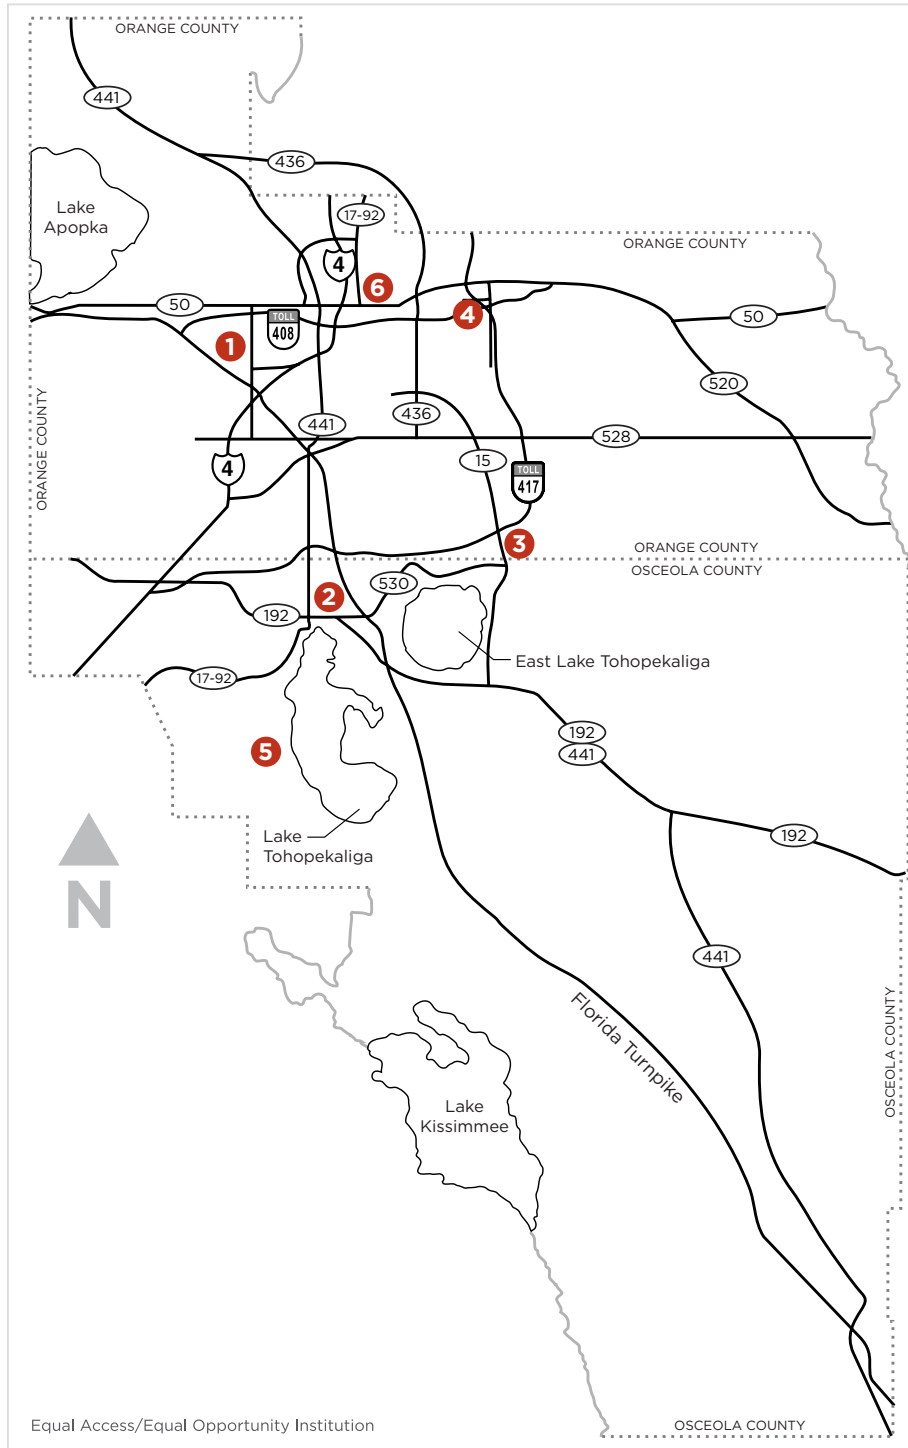 ORANGE COUNTY
441
436
Lake
Apopka
17-92
ORANGE COUNTY
4
6
50
TOLL
408
4
50
1
520
ORANGE COUNTY
441
436
528
4
15
TOLL
417
3
ORANGE COUNTY
OSCEOLA COUNTY
530
2
192
East Lake Tohopekaliga
17-92
192
441
5
Lake
Tohopekaliga
192
N
441
Florida Turnpike
OSCEOLA COUNTY
Lake
Kissimmee
Equal Access/Equal Opportunity Institution
OSCEOLA COUNTY